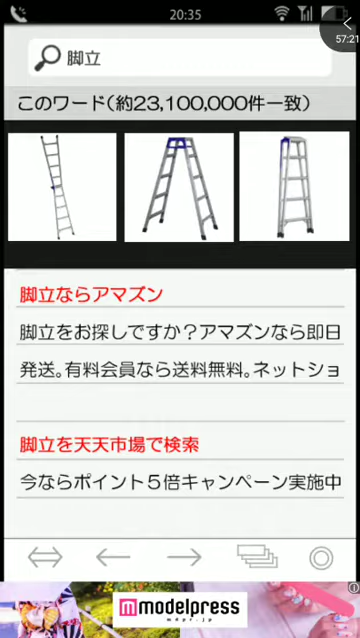 20:35
57:21
脚立
このワード(約23,100,000件一致)
脚立ならアマズン
脚立をお探しですか?アマズンなら即日
発送。有料会員なら送料無料。ネットショ
脚立を天天市場で検索
今ならポイント5倍キャンペーン実施中
modelpress
mdpr.jp